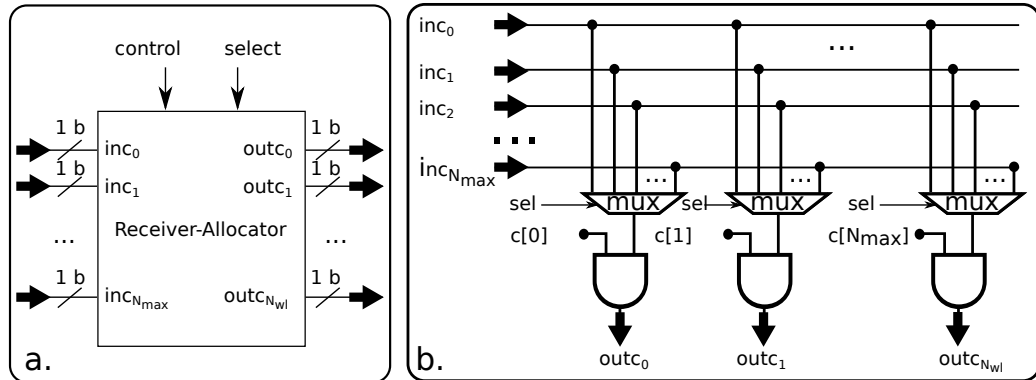 control select
1 b 1 b
inc0 outc0
1 b 1 b
inc1 outc1
... ...
Receiver-Allocator
1 b 1 b
incNmax outcNwl
a.
inc0
...
inc1
inc2
...
incNmax
... ... ...
sel mux sel mux sel mux
c[0] c[1] c[Nmax]
outc0 outc1 outcNwl
b.